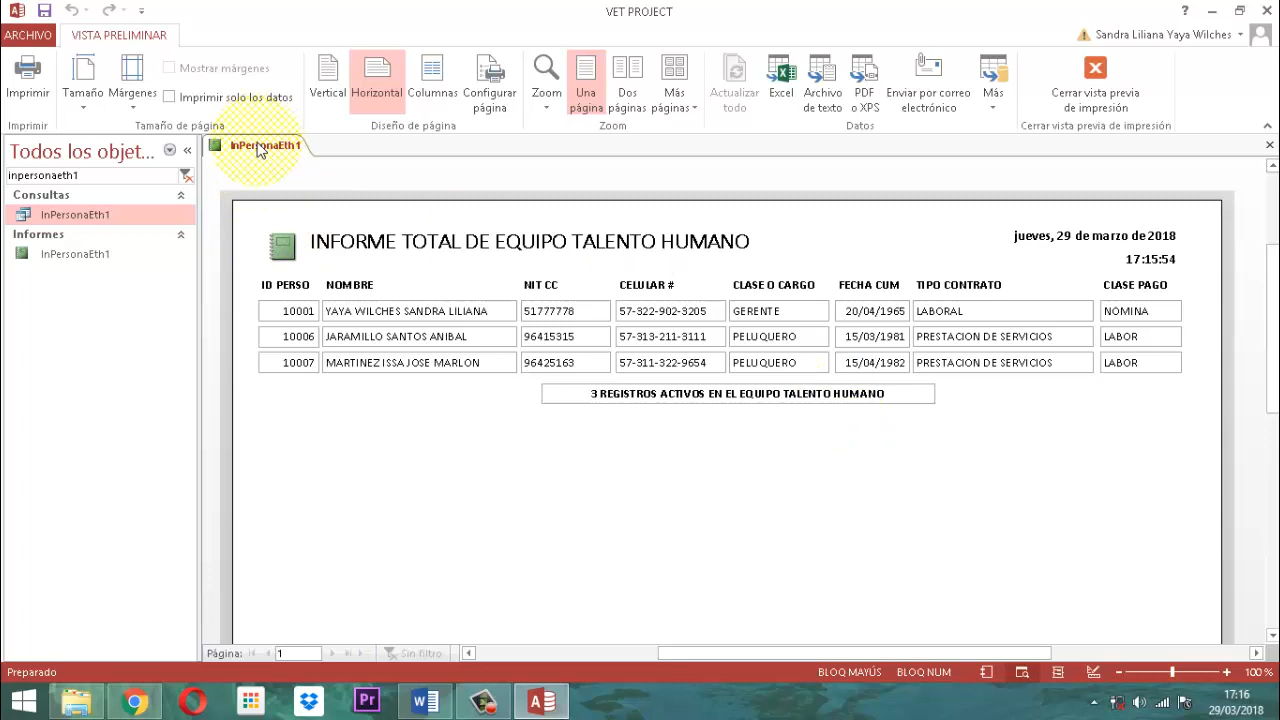 VET PROJECT
ARCHIVO VISTA PRELIMINAR Sandra Liliana Yaya Wilches
Imprimir Tamaño Márgenes Mostrar márgenes Imprimir solo los datos Vertical Horizontal Columnas Configurar página Zoom Una página Dos páginas Más páginas Actualizar todo Excel Archivo de texto PDF o XPS Enviar por correo electrónico Más Cerrar vista previa de impresión
Imprimir Tamaño de página Diseño de página Zoom Datos Cerrar vista previa de impresión
Todos los objet... «
InPersonaEth1
inpersonaeth1
Consultas
InPersonaEth1
Informes
InPersonaEth1
INFORME TOTAL DE EQUIPO TALENTO HUMANO
jueves, 29 de marzo de 2018
17:15:54
ID PERSO NOMBRE NIT CC CELULAR # CLASE O CARGO FECHA CUM TIPO CONTRATO CLASE PAGO
10001 YAYA WILCHES SANDRA LILIANA 51777778 57-322-902-3205 GERENTE 20/04/1965 LABORAL NOMINA
10006 JARAMILLO SANTOS ANIBAL 96415315 57-313-211-3111 PELUQUERO 15/03/1981 PRESTACION DE SERVICIOS LABOR
10007 MARTINEZ ISSA JOSE MARLON 96425163 57-311-322-9654 PELUQUERO 15/04/1982 PRESTACION DE SERVICIOS LABOR
3 REGISTROS ACTIVOS EN EL EQUIPO TALENTO HUMANO
Página: 1 Sin filtro
Preparado BLOQ MAYÚS BLOQ NUM 100 %
Pr
17:16
29/03/2018